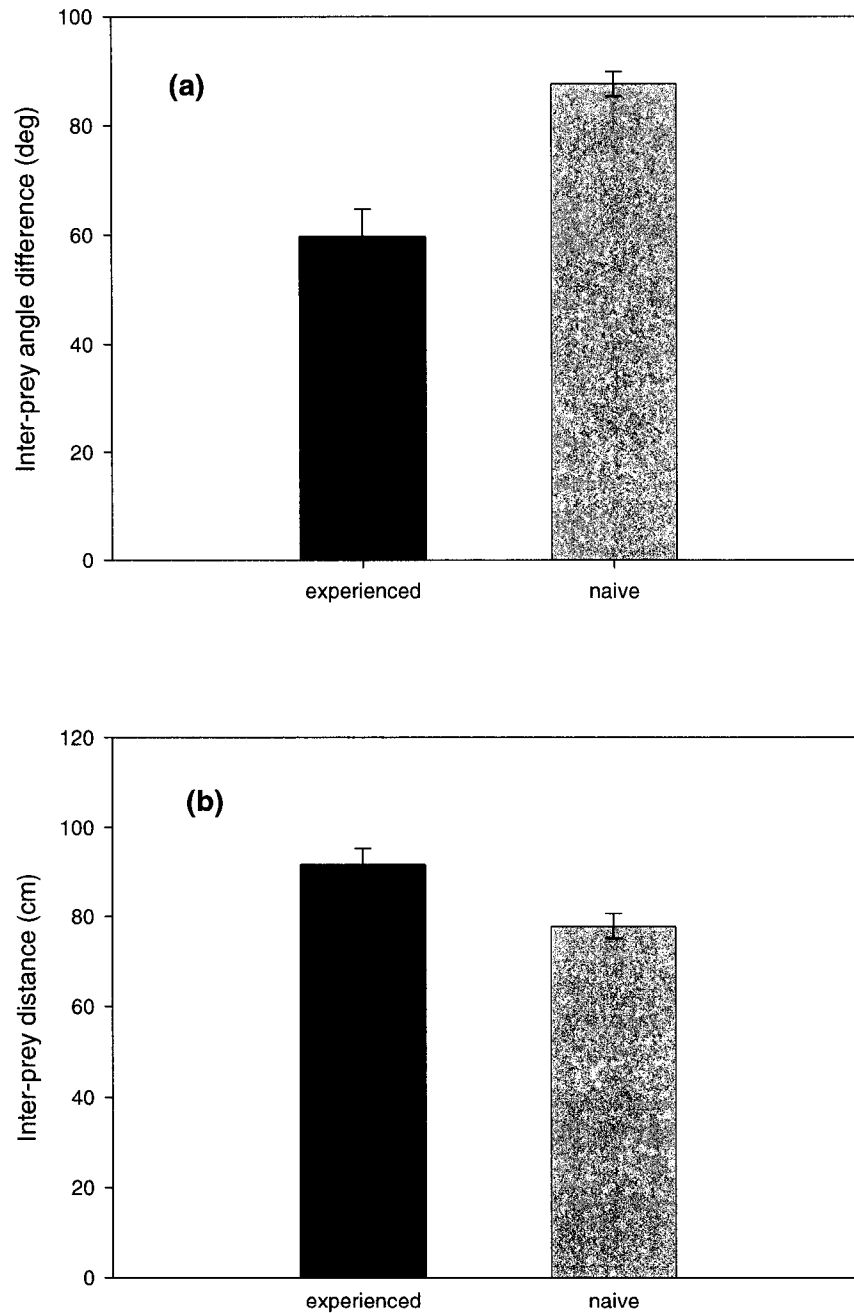 100
(a)
80
60
40
20
0
Inter-prey angle difference (deg)
experienced naive
120
(b)
100
80
60
40
20
0
Inter-prey distance (cm)
experienced naive